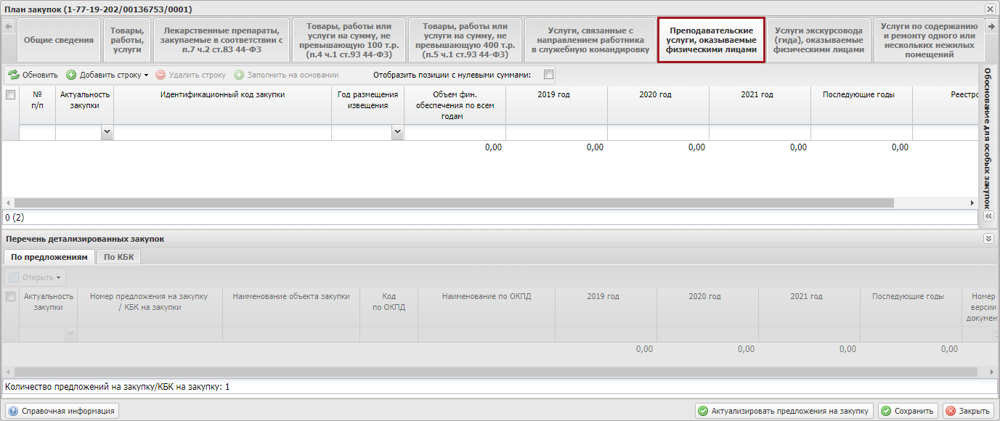 План закупок (1-77-19-202/00136753/0001)
Общие сведения
Товары,
работы,
услуги
Лекарственные препараты,
закупаемые в соответствии с
п.7 ч.2 ст.83 44-ФЗ
Товары, работы или
услуги на сумму, не
превышающую 100 т.р.
(п.4 ч.1 ст.93 44-ФЗ)
Товары, работы или
услуги на сумму, не
превышающую 400 т.р.
(п.5 ч.1 ст.93 44-ФЗ)
Услуги, связанные с
направлением работника
в служебную командировку
Преподавательские
услуги, оказываемые
физическими лицами
Услуги экскурсовода
(гида), оказываемые
физическими лицами
Услуги по содержанию
и ремонту одного или
нескольких нежилых
помещений
Обновить Добавить строку Удалить строку Заполнить на основании Отобразить позиции с нулевыми суммами:
№
п/п
Актуальность
закупки
Идентификационный код закупки
Год размещения
извещения
Объем фин.
обеспечения по всем
годам
2019 год
2020 год
2021 год
Последующие годы
Реестро
0,00 0,00 0,00 0,00 0,00
Обоснование для особых закупок
0 (2)
Перечень детализированных закупок
По предложениям По КБК
Открыть
Актуальность
закупки
Номер предложения на закупку
/ КБК на закупки
Наименование объекта закупки
Код
по ОКПД
Наименование по ОКПД
2019 год
2020 год
2021 год
Последующие годы
Номер
версии
докумен
0,00 0,00 0,00 0,00
Количество предложений на закупку/КБК на закупку: 1
Справочная информация Актуализировать предложения на закупку Сохранить Закрыть